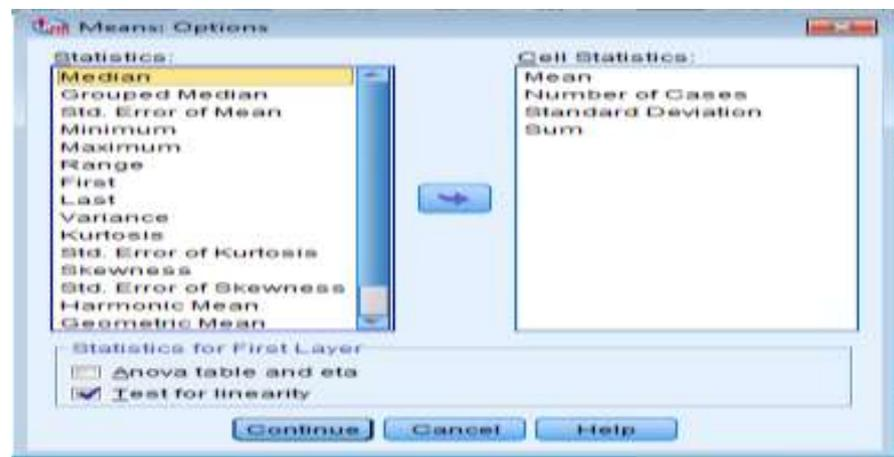 Means: Options
Statistics:
Median
Grouped Median
Std. Error of Mean
Minimum
Maximum
Range
First
Last
Variance
Kurtosis
Std. Error of Kurtosis
Skewness
Std. Error of Skewness
Harmonic Mean
Geometric Mean
Cell Statistics:
Mean
Number of Cases
Standard Deviation
Sum
Statistics for First Layer
Anova table and eta
Test for linearity
Continue Cancel Help